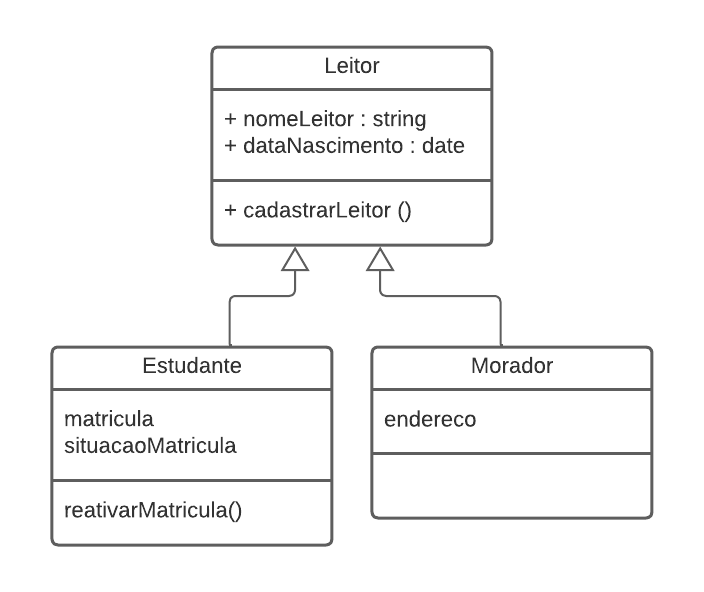 Leitor
+ nomeLeitor : string
+ dataNascimento : date
+ cadastrarLeitor ()
Estudante
matricula
situacaoMatricula
reativarMatricula()
Morador
endereco